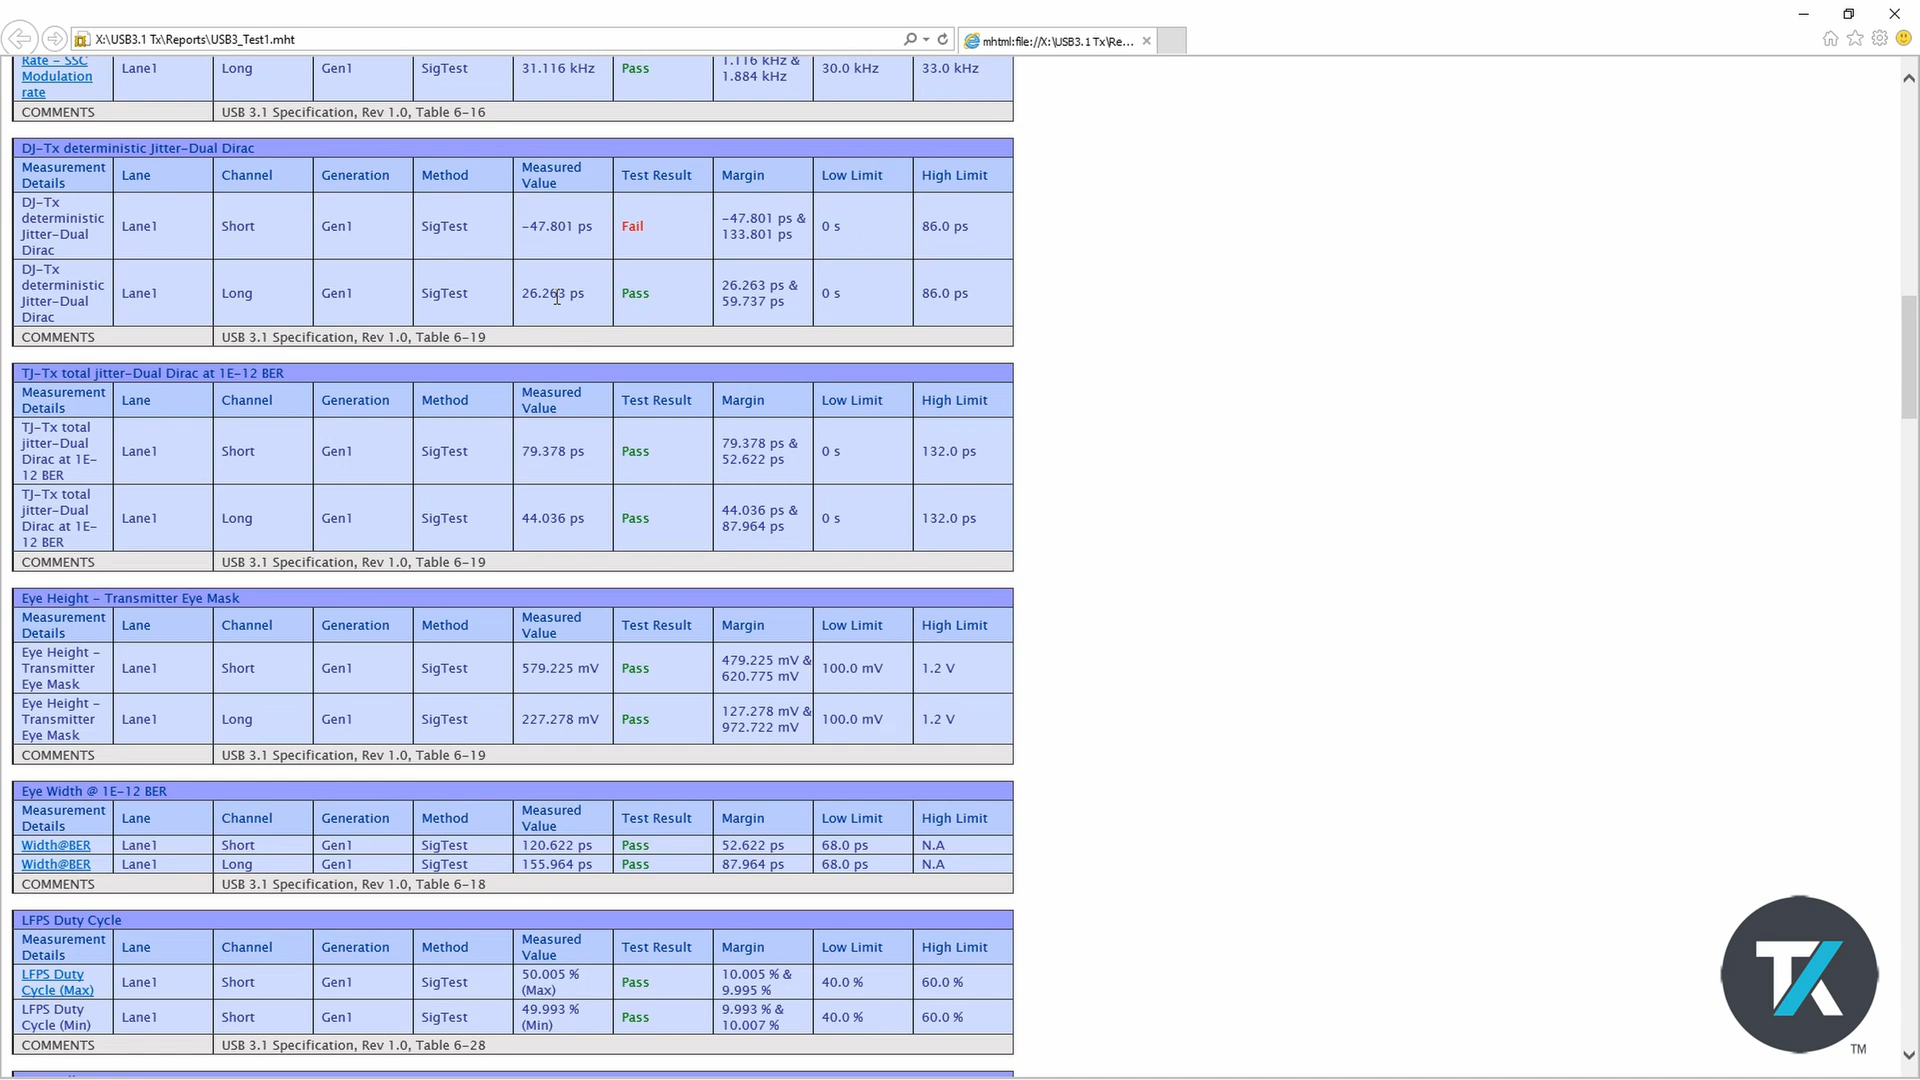 X:\USB3.1 Tx\Reports\USB3_Test1.mht
mhtml:file://X:\USB3.1 Tx\Re...
Rate - SSC Modulation rate Lane1 Long Gen1 SigTest 31.116 kHz Pass 1.116 kHz & 1.884 kHz 30.0 kHz 33.0 kHz
COMMENTS USB 3.1 Specification, Rev 1.0, Table 6-16
DJ-Tx deterministic Jitter-Dual Dirac
Measurement Details Lane Channel Generation Method Measured Value Test Result Margin Low Limit High Limit
DJ-Tx deterministic Jitter-Dual Dirac Lane1 Short Gen1 SigTest -47.801 ps Fail -47.801 ps & 133.801 ps 0 s 86.0 ps
DJ-Tx deterministic Jitter-Dual Dirac Lane1 Long Gen1 SigTest 26.263 ps Pass 26.263 ps & 59.737 ps 0 s 86.0 ps
COMMENTS USB 3.1 Specification, Rev 1.0, Table 6-19
TJ-Tx total jitter-Dual Dirac at 1E-12 BER
Measurement Details Lane Channel Generation Method Measured Value Test Result Margin Low Limit High Limit
TJ-Tx total jitter-Dual Dirac at 1E-12 BER Lane1 Short Gen1 SigTest 79.378 ps Pass 79.378 ps & 52.622 ps 0 s 132.0 ps
TJ-Tx total jitter-Dual Dirac at 1E-12 BER Lane1 Long Gen1 SigTest 44.036 ps Pass 44.036 ps & 87.964 ps 0 s 132.0 ps
COMMENTS USB 3.1 Specification, Rev 1.0, Table 6-19
Eye Height - Transmitter Eye Mask
Measurement Details Lane Channel Generation Method Measured Value Test Result Margin Low Limit High Limit
Eye Height - Transmitter Eye Mask Lane1 Short Gen1 SigTest 579.225 mV Pass 479.225 mV & 620.775 mV 100.0 mV 1.2 V
Eye Height - Transmitter Eye Mask Lane1 Long Gen1 SigTest 227.278 mV Pass 127.278 mV & 972.722 mV 100.0 mV 1.2 V
COMMENTS USB 3.1 Specification, Rev 1.0, Table 6-19
Eye Width @ 1E-12 BER
Measurement Details Lane Channel Generation Method Measured Value Test Result Margin Low Limit High Limit
Width@BER Lane1 Short Gen1 SigTest 120.622 ps Pass 52.622 ps 68.0 ps N.A
Width@BER Lane1 Long Gen1 SigTest 155.964 ps Pass 87.964 ps 68.0 ps N.A
COMMENTS USB 3.1 Specification, Rev 1.0, Table 6-18
LFPS Duty Cycle
Measurement Details Lane Channel Generation Method Measured Value Test Result Margin Low Limit High Limit
LFPS Duty Cycle (Max) Lane1 Short Gen1 SigTest 50.005 % (Max) Pass 10.005 % & 9.995 % 40.0 % 60.0 %
LFPS Duty Cycle (Min) Lane1 Short Gen1 SigTest 49.993 % (Min) Pass 9.993 % & 10.007 % 40.0 % 60.0 %
COMMENTS USB 3.1 Specification, Rev 1.0, Table 6-28
TX
TM